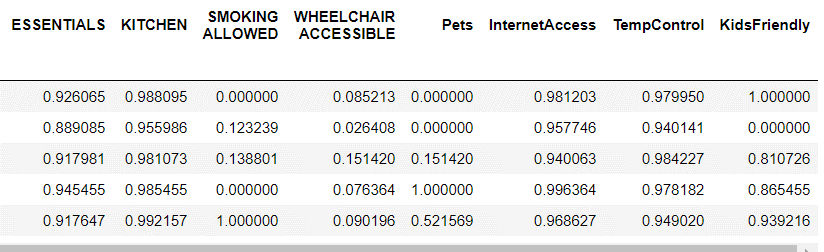 ESSENTIALS KITCHEN SMOKING ALLOWED WHEELCHAIR ACCESSIBLE Pets InternetAccess TempControl KidsFriendly
0.926065 0.988095 0.000000 0.085213 0.000000 0.981203 0.979950 1.000000
0.889085 0.955986 0.123239 0.026408 0.000000 0.957746 0.940141 0.000000
0.917981 0.981073 0.138801 0.151420 0.151420 0.940063 0.984227 0.810726
0.945455 0.985455 0.000000 0.076364 1.000000 0.996364 0.978182 0.865455
0.917647 0.992157 1.000000 0.090196 0.521569 0.968627 0.949020 0.939216